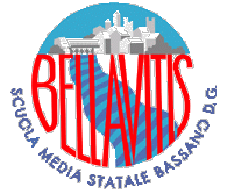 BELLAVITIS
SCUOLA MEDIA STATALE BASSANO D.G.